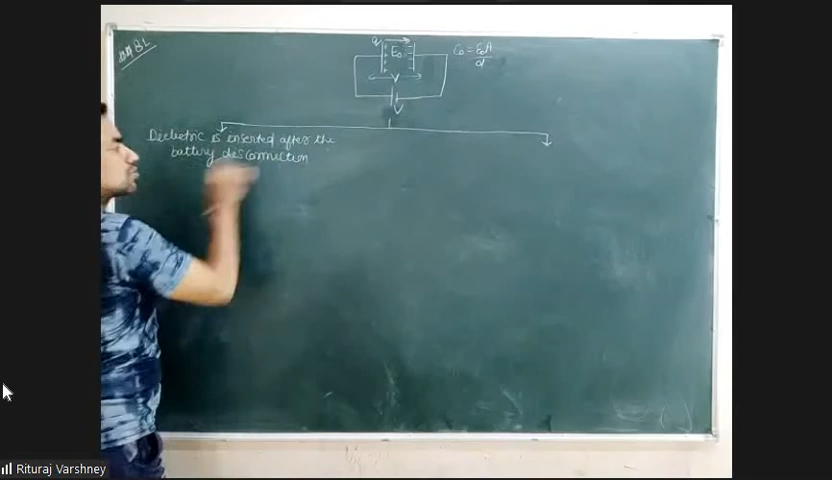 q
E₀
C₀ = ε₀A
d
V
V
Dielectric is inserted after the
battery disconnection
Rituraj Varshney